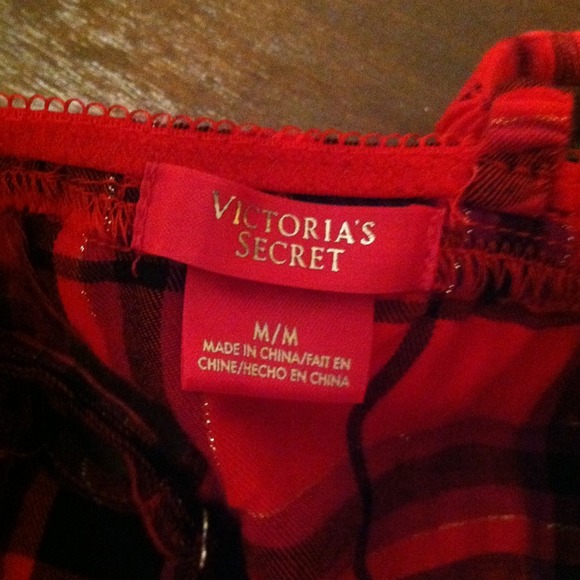 VICTORIA'S
SECRET
M/M
MADE IN CHINA/FAIT EN
CHINE/HECHO EN CHINA